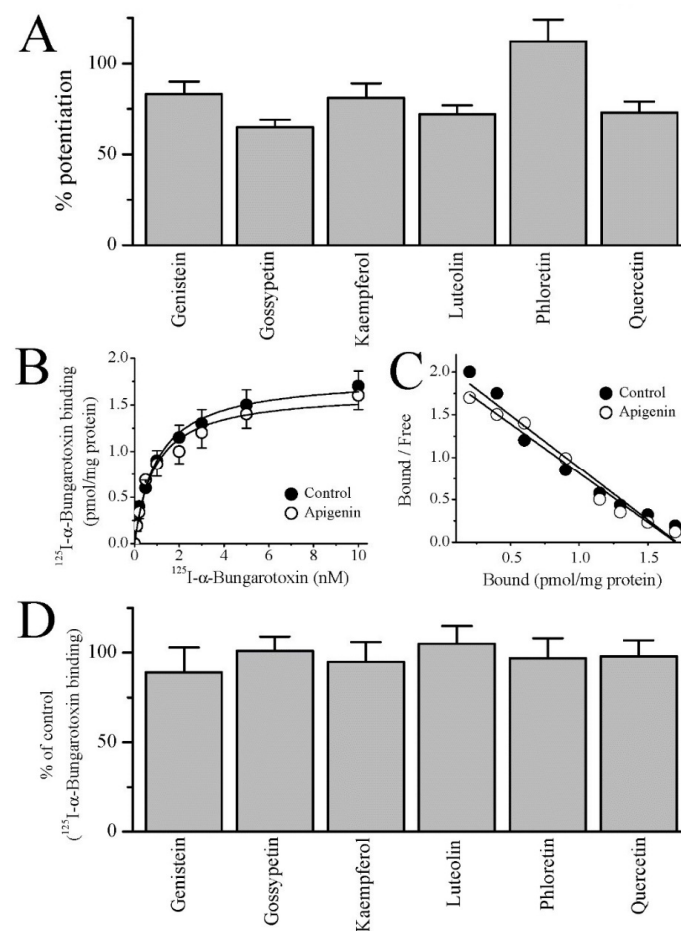 A
% potentiation
100
50
0
Genistein
Gossypetin
Kaempferol
Luteolin
Phloretin
Quercetin
B
¹²⁵I-α-Bungarotoxin binding
(pmol/mg protein)
2.0
1.5
1.0
0.5
0.0
Control
Apigenin
0 2 4 6 8 10
¹²⁵I-α-Bungarotoxin (nM)
C
Bound / Free
2.0
1.5
1.0
0.5
0.0
Control
Apigenin
0.5 1.0 1.5
Bound (pmol/mg protein)
D
% of control
(¹²⁵I-α-Bungarotoxin binding)
100
50
0
Genistein
Gossypetin
Kaempferol
Luteolin
Phloretin
Quercetin